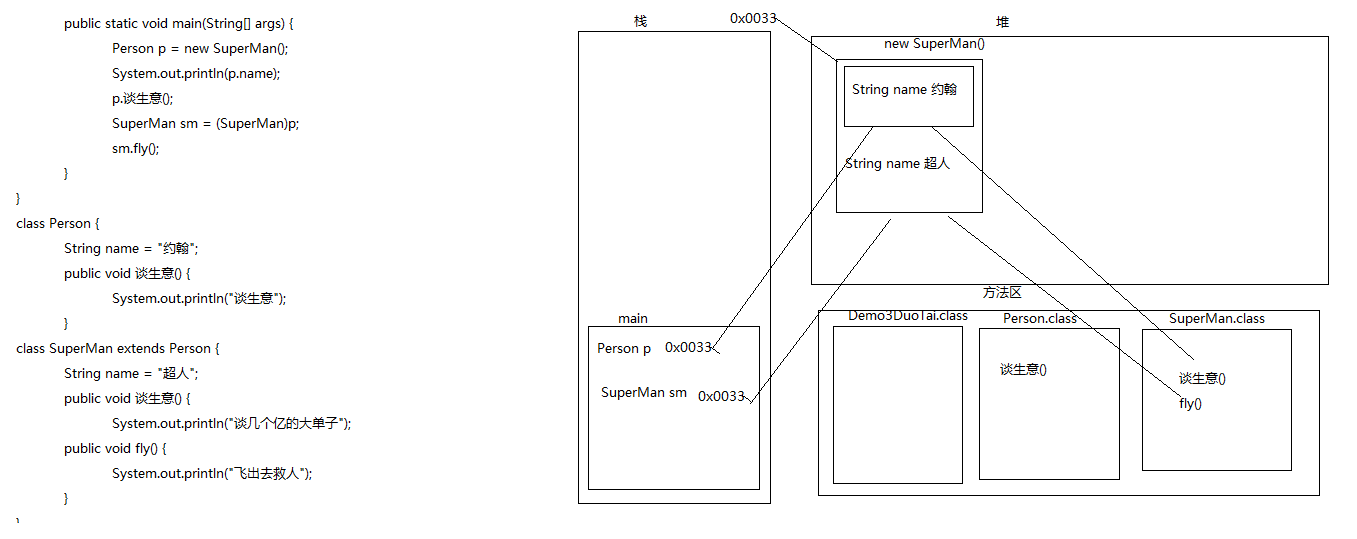 public static void main(String[] args) {
Person p = new SuperMan();
System.out.println(p.name);
p.谈生意();
SuperMan sm = (SuperMan)p;
sm.fly();
}
}
class Person {
String name = "约翰";
public void 谈生意() {
System.out.println("谈生意");
}
class SuperMan extends Person {
String name = "超人";
public void 谈生意() {
System.out.println("谈几个亿的大单子");
public void fly() {
System.out.println("飞出去救人");
}
}
栈
0x0033
堆
new SuperMan()
String name 约翰
String name 超人
main
Person p 0x0033
SuperMan sm 0x0033
方法区
Demo3DuoTai.class
Person.class
SuperMan.class
谈生意()
谈生意()
fly()